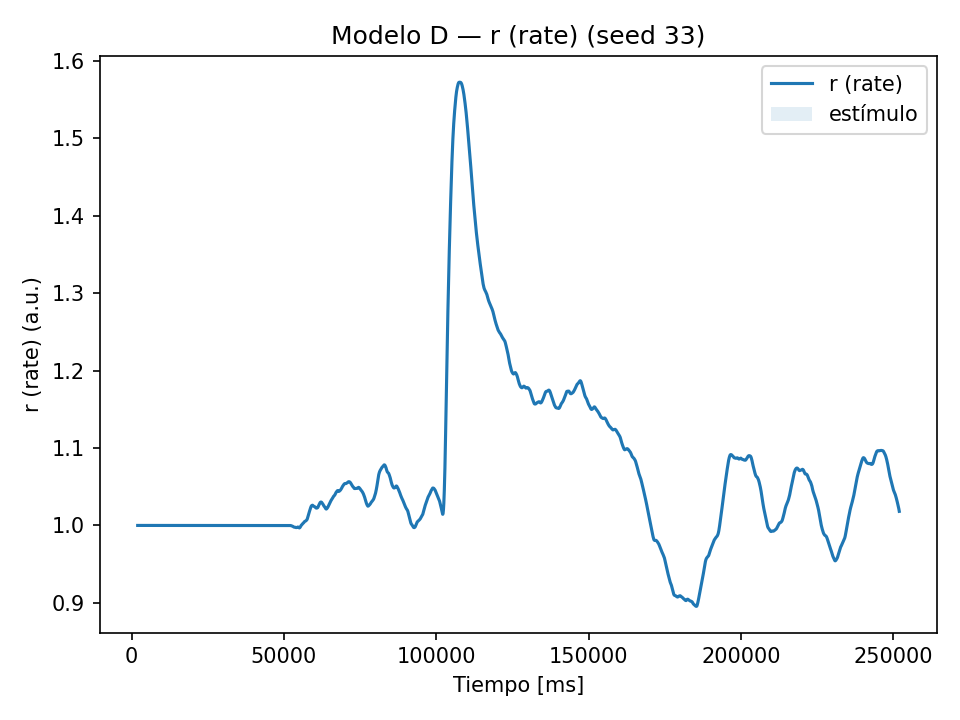 Modelo D — r (rate) (seed 33)
r (rate)
estímulo
r (rate) (a.u.)
1.6
1.5
1.4
1.3
1.2
1.1
1.0
0.9
0 50000 100000 150000 200000 250000
Tiempo [ms]